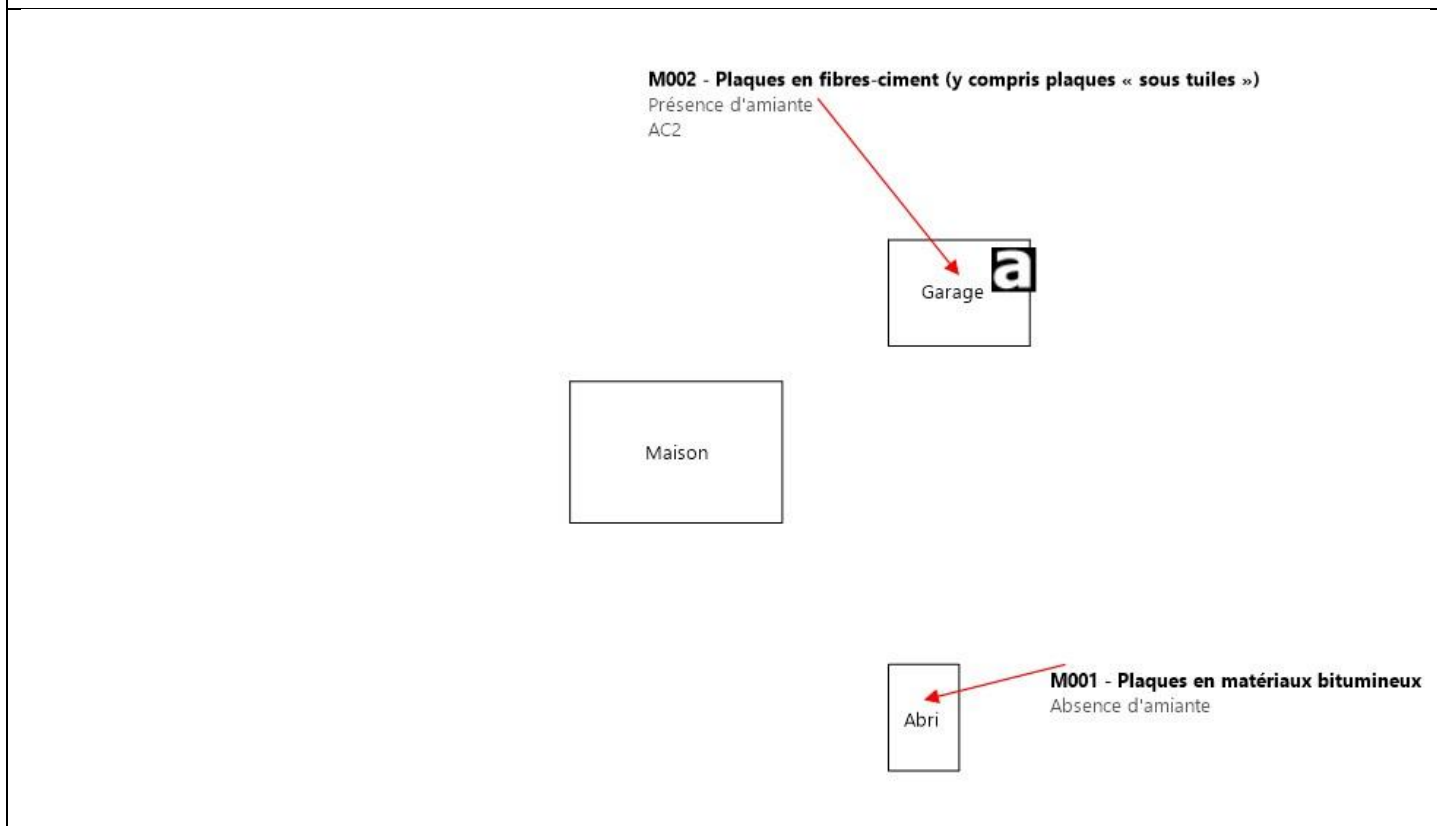 M002 - Plaques en fibres-ciment (y compris plaques « sous tuiles »)
Présence d'amiante
AC2
a
Garage
Maison
M001 - Plaques en matériaux bitumineux
Absence d'amiante
Abri